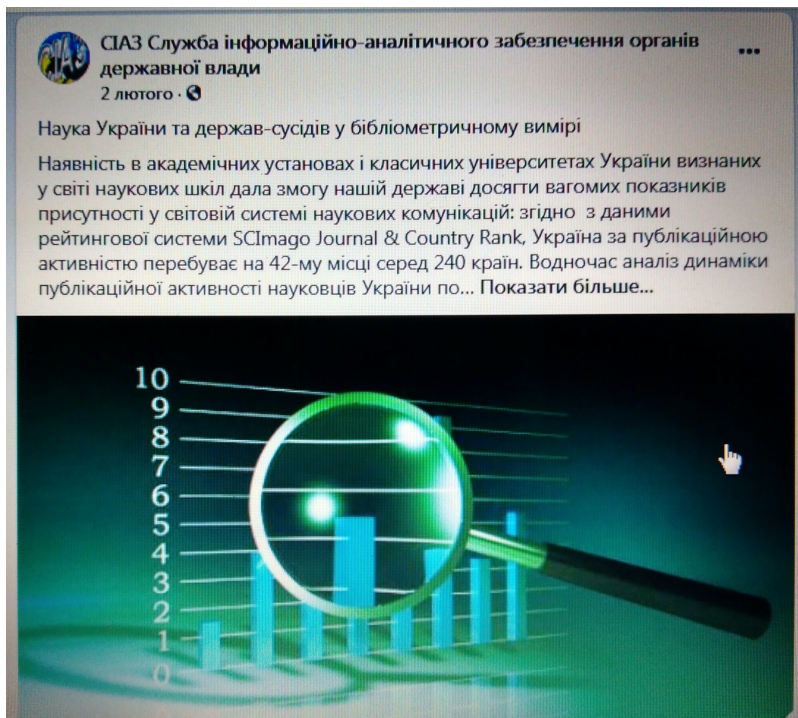 СІАЗ Служба інформаційно-аналітичного забезпечення органів
державної влади
2 лютого ·
Наука України та держав-сусідів у бібліометричному вимірі
Наявність в академічних установах і класичних університетах України визнаних
у світі наукових шкіл дала змогу нашій державі досягти вагомих показників
присутності у світовій системі наукових комунікацій: згідно з даними
рейтингової системи SCImago Journal & Country Rank, Україна за публікаційною
активністю перебуває на 42-му місці серед 240 країн. Водночас аналіз динаміки
публікаційної активності науковців України по... Показати більше...
10
9
8
7
6
5
4
3
2
1
0